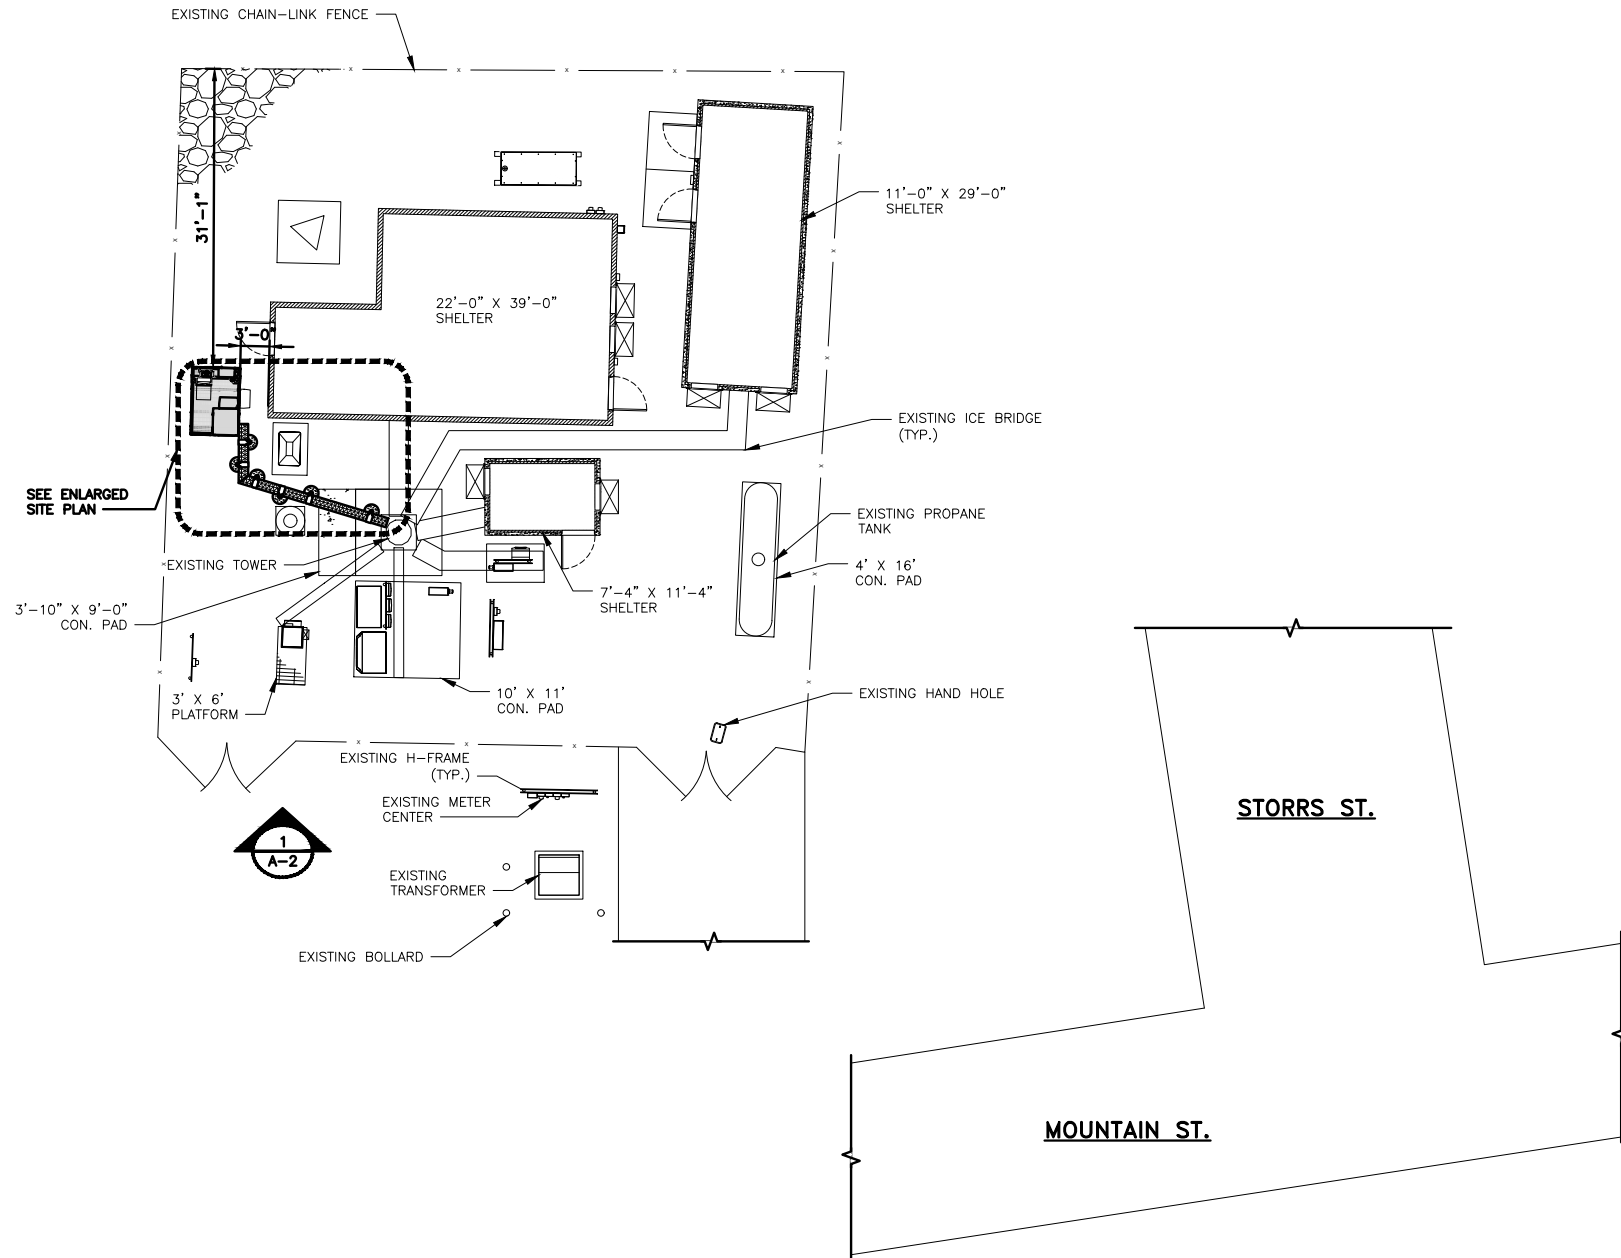 EXISTING CHAIN-LINK FENCE
31'-1"
11'-0" X 29'-0"
SHELTER
22'-0" X 39'-0"
SHELTER
3'-0"
EXISTING ICE BRIDGE
(TYP.)
SEE ENLARGED
SITE PLAN
EXISTING PROPANE
TANK
EXISTING TOWER
4' X 16'
CON. PAD
7'-4" X 11'-4"
SHELTER
3'-10" X 9'-0"
CON. PAD
3' X 6'
PLATFORM
10' X 11'
CON. PAD
EXISTING HAND HOLE
EXISTING H-FRAME
(TYP.)
EXISTING METER
CENTER
STORRS ST.
1
A-2
EXISTING
TRANSFORMER
EXISTING BOLLARD
MOUNTAIN ST.